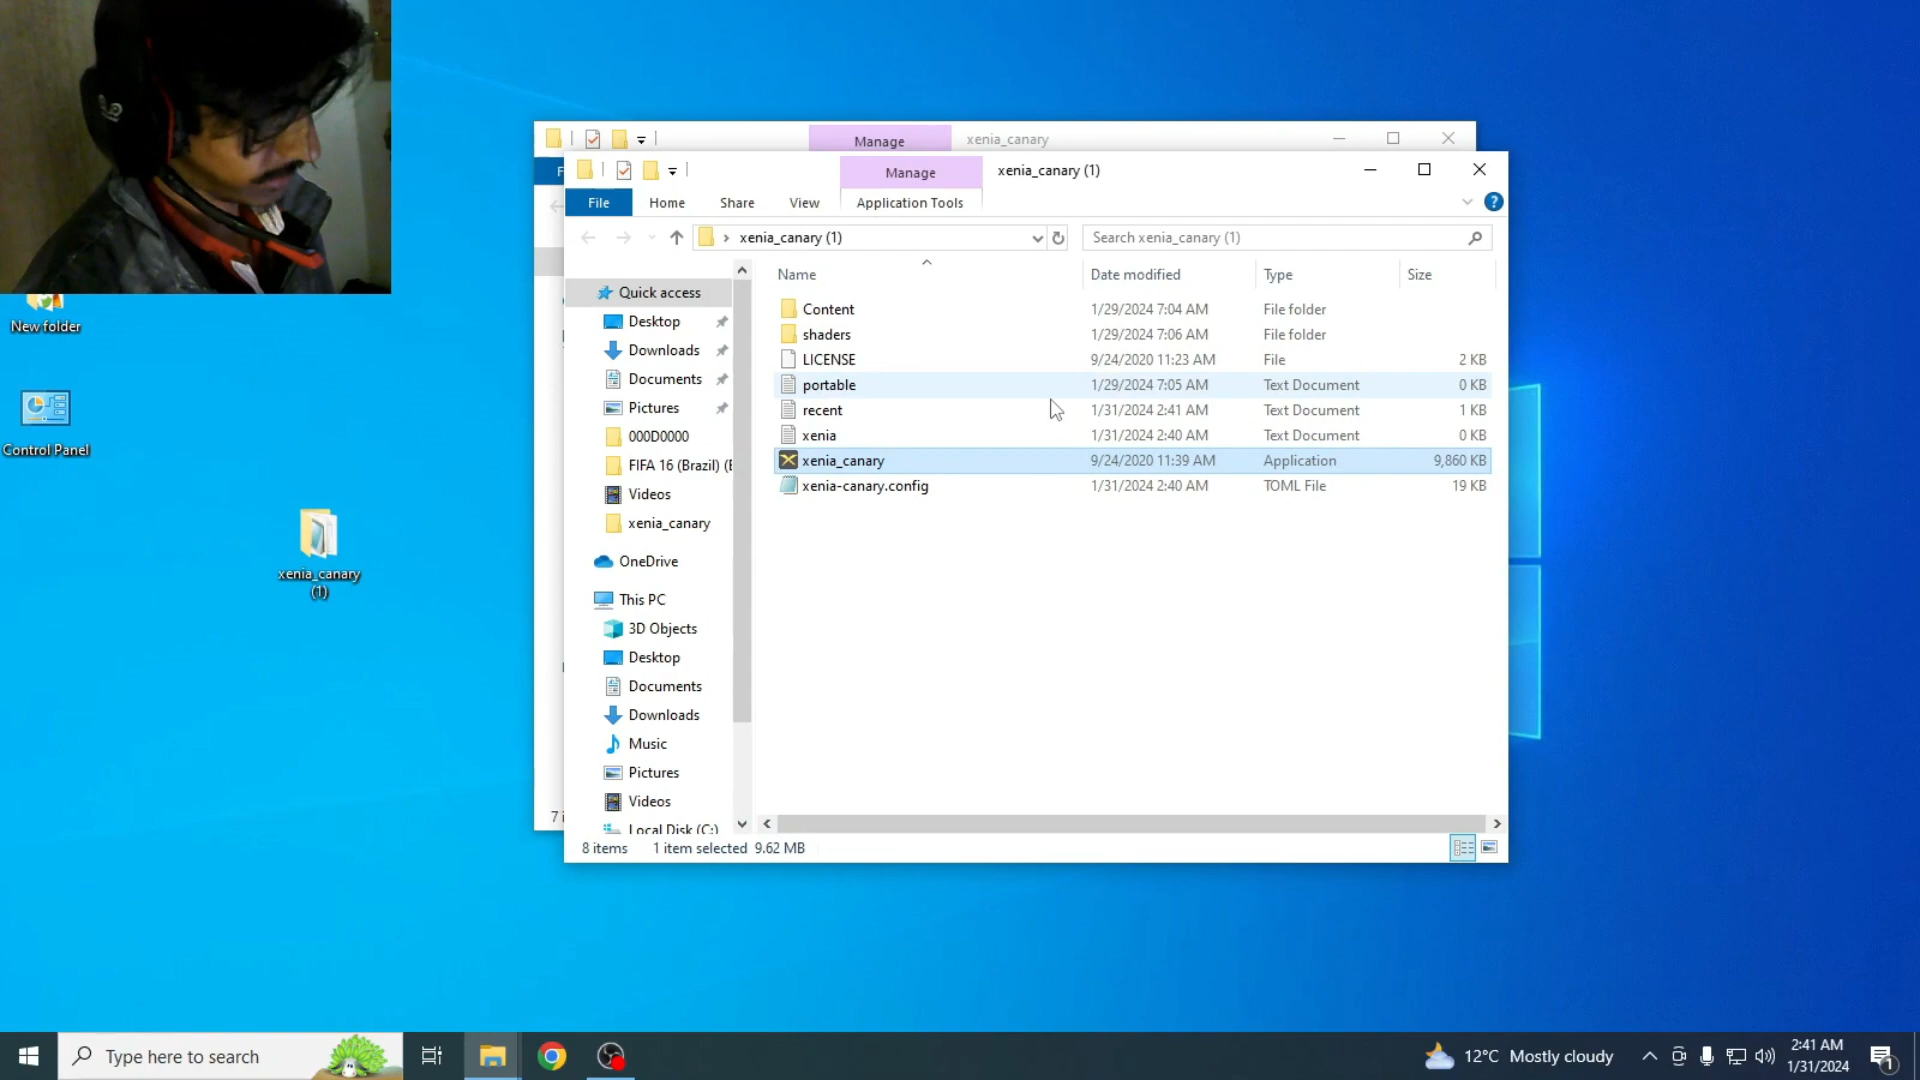 Manage
xenia_canary
Manage
xenia_canary (1)
File
Home
Share
View
Application Tools
xenia_canary (1)
Search xenia_canary (1)
Name
Date modified
Type
Size
Quick access
Desktop
Downloads
Documents
Pictures
000D0000
FIFA 16 (Brazil) (E
Videos
xenia_canary
OneDrive
This PC
3D Objects
Desktop
Documents
Downloads
Music
Pictures
Videos
Local Disk (C:)
Content 1/29/2024 7:04 AM File folder
shaders 1/29/2024 7:06 AM File folder
LICENSE 9/24/2020 11:23 AM File 2 KB
portable 1/29/2024 7:05 AM Text Document 0 KB
recent 1/31/2024 2:41 AM Text Document 1 KB
xenia 1/31/2024 2:40 AM Text Document 0 KB
xenia_canary 9/24/2020 11:39 AM Application 9,860 KB
xenia-canary.config 1/31/2024 2:40 AM TOML File 19 KB
8 items 1 item selected 9.62 MB
New folder
Control Panel
xenia_canary
(1)
Type here to search
12°C Mostly cloudy
2:41 AM
1/31/2024
1